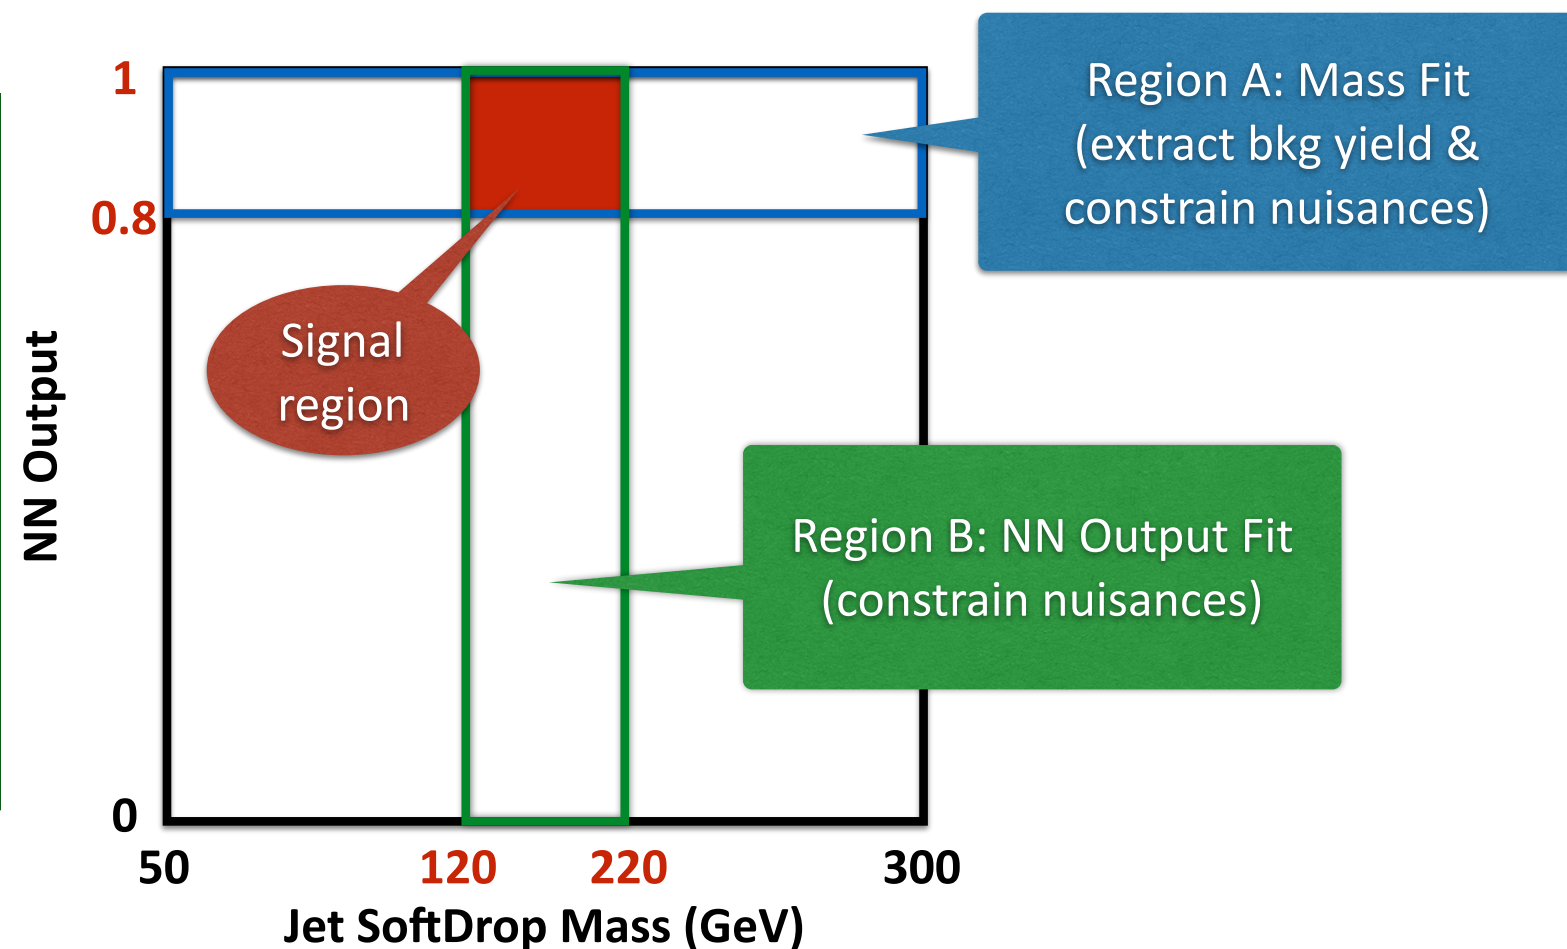 1
Region A: Mass Fit
(extract bkg yield &
constrain nuisances)
0.8
Signal
region
NN Output
Region B: NN Output Fit
(constrain nuisances)
0
50
120
220
300
Jet SoftDrop Mass (GeV)